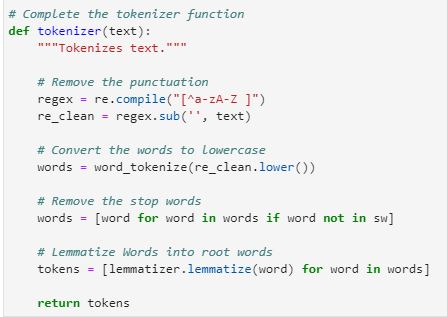 # Complete the tokenizer function
def tokenizer(text):
    """Tokenizes text."""
    # Remove the punctuation
    regex = re.compile("[^a-zA-Z ]")
    re_clean = regex.sub('', text)
    # Convert the words to lowercase
    words = word_tokenize(re_clean.lower())
    # Remove the stop words
    words = [word for word in words if word not in sw]
    # Lemmatize Words into root words
    tokens = [lemmatizer.lemmatize(word) for word in words]
    return tokens